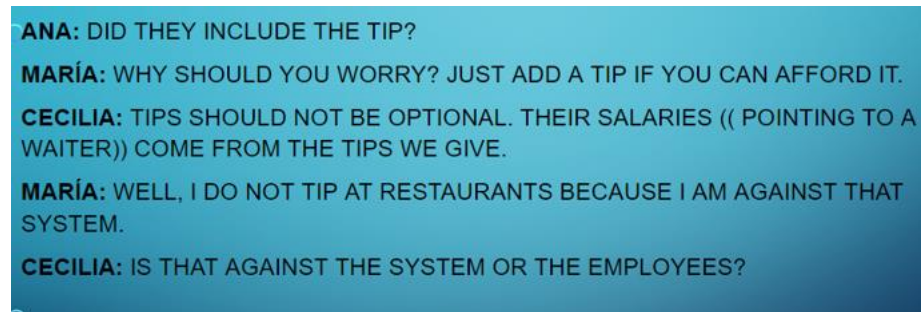 ANA: DID THEY INCLUDE THE TIP?
MARÍA: WHY SHOULD YOU WORRY? JUST ADD A TIP IF YOU CAN AFFORD IT.
CECILIA: TIPS SHOULD NOT BE OPTIONAL. THEIR SALARIES (( POINTING TO A
WAITER)) COME FROM THE TIPS WE GIVE.
MARÍA: WELL, I DO NOT TIP AT RESTAURANTS BECAUSE I AM AGAINST THAT
SYSTEM.
CECILIA: IS THAT AGAINST THE SYSTEM OR THE EMPLOYEES?